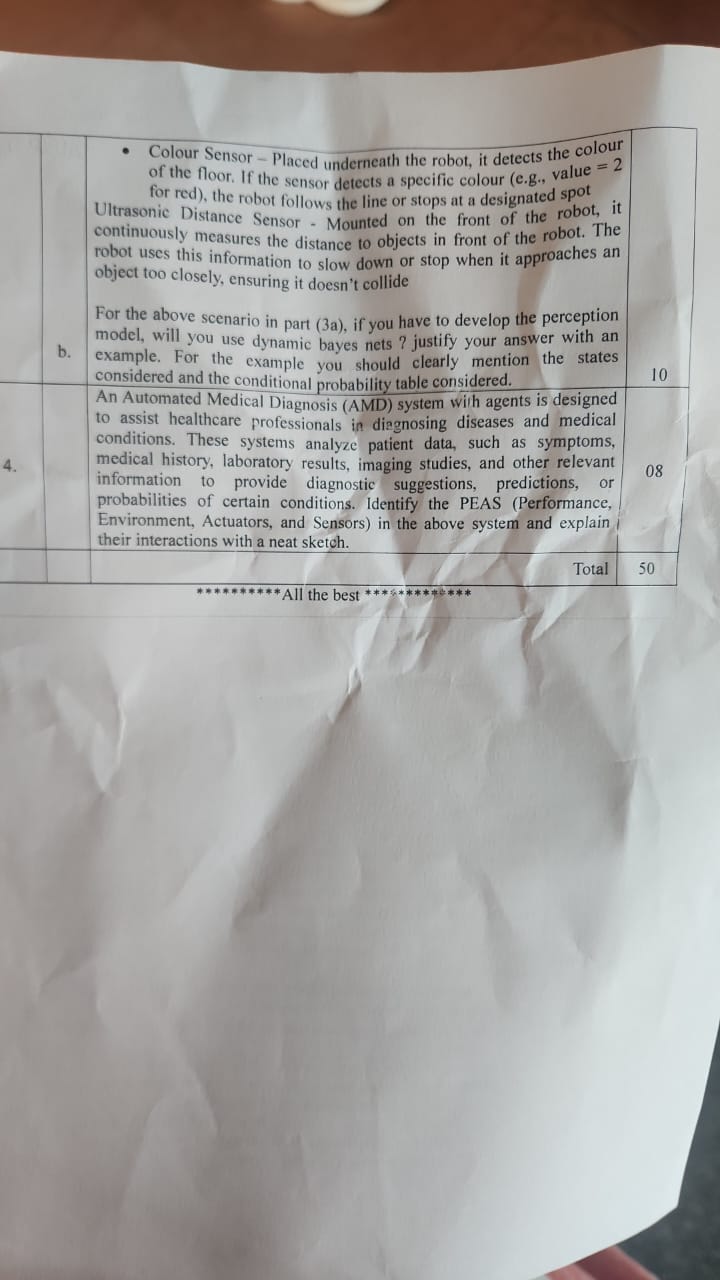 • Colour Sensor – Placed underneath the robot, it detects the colour
of the floor. If the sensor detects a specific colour (e.g., value = 2
for red), the robot follows the line or stops at a designated spot
Ultrasonic Distance Sensor - Mounted on the front of the robot, it
continuously measures the distance to objects in front of the robot. The
robot uses this information to slow down or stop when it approaches an
object too closely, ensuring it doesn't collide
For the above scenario in part (3a), if you have to develop the perception
model, will you use dynamic bayes nets ? justify your answer with an
b. example. For the example you should clearly mention the states
considered and the conditional probability table considered. 10
An Automated Medical Diagnosis (AMD) system with agents is designed
to assist healthcare professionals in diagnosing diseases and medical
conditions. These systems analyze patient data, such as symptoms,
4. medical history, laboratory results, imaging studies, and other relevant 08
information to provide diagnostic suggestions, predictions, or
probabilities of certain conditions. Identify the PEAS (Performance,
Environment, Actuators, and Sensors) in the above system and explain
their interactions with a neat sketch.
Total 50
**********All the best *************